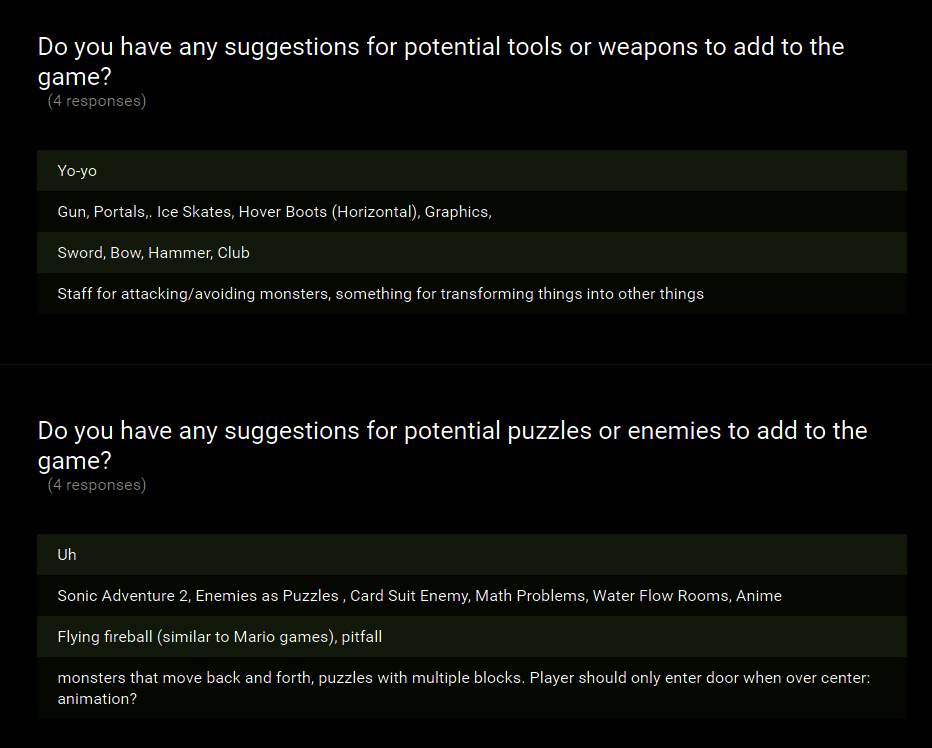 Do you have any suggestions for potential tools or weapons to add to the
game?
(4 responses)
Yo-yo
Gun, Portals,. Ice Skates, Hover Boots (Horizontal), Graphics,
Sword, Bow, Hammer, Club
Staff for attacking/avoiding monsters, something for transforming things into other things
Do you have any suggestions for potential puzzles or enemies to add to the
game?
(4 responses)
Uh
Sonic Adventure 2, Enemies as Puzzles , Card Suit Enemy, Math Problems, Water Flow Rooms, Anime
Flying fireball (similar to Mario games), pitfall
monsters that move back and forth, puzzles with multiple blocks. Player should only enter door when over center:
animation?